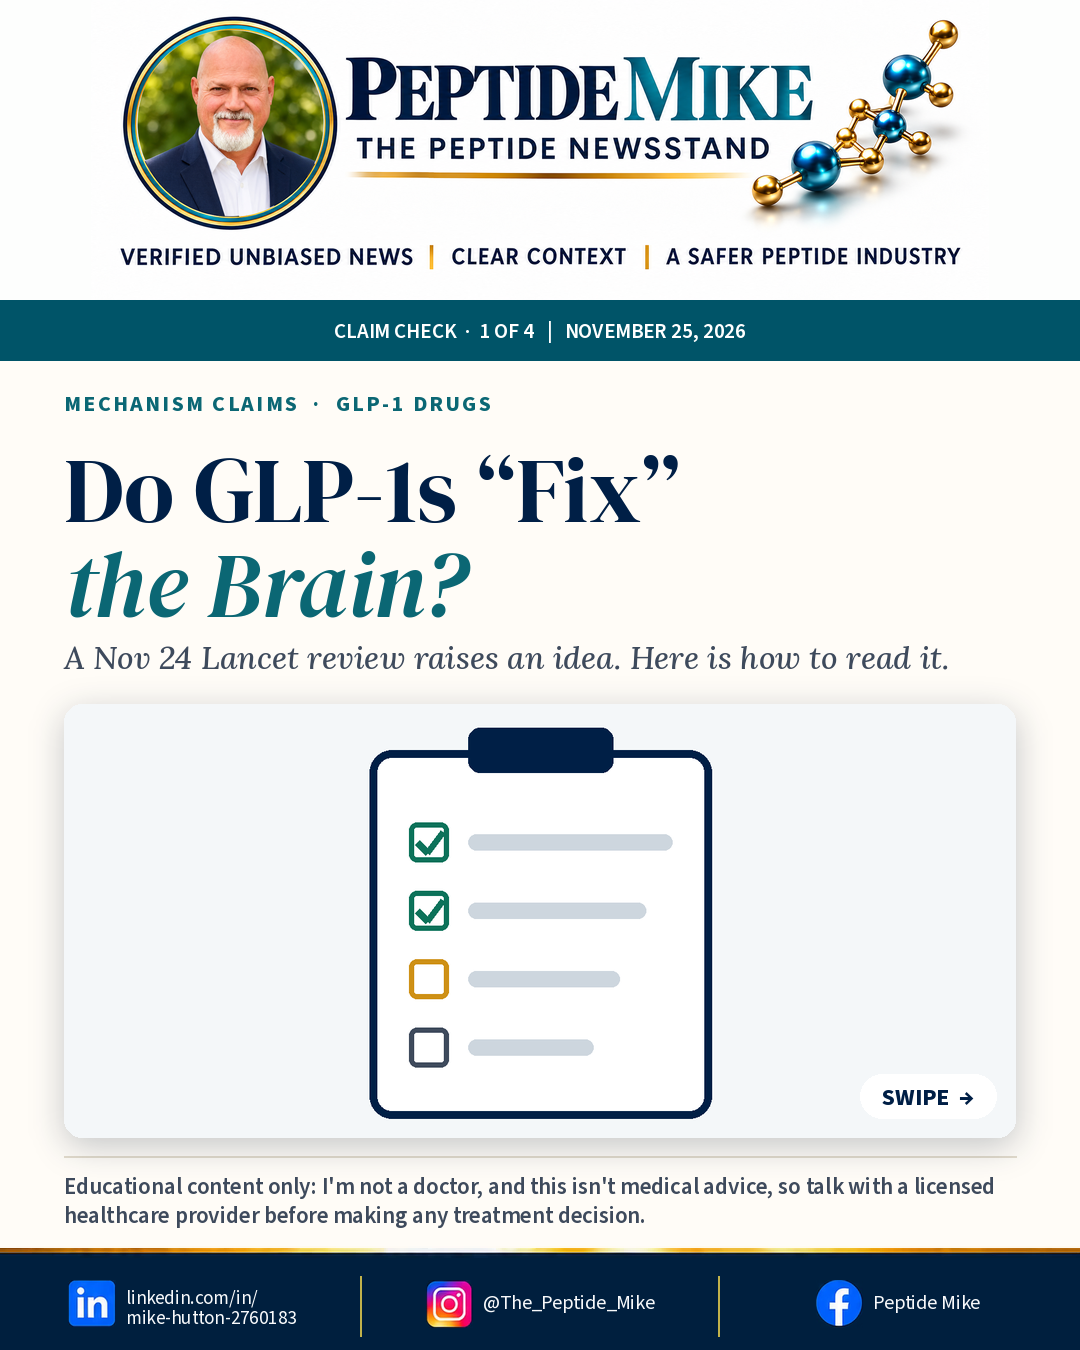 PEPTIDEMIKE
THE PEPTIDE NEWSSTAND
VERIFIED UNBIASED NEWS | CLEAR CONTEXT | A SAFER PEPTIDE INDUSTRY
CLAIM CHECK · 1 OF 4 | NOVEMBER 25, 2026
MECHANISM CLAIMS · GLP-1 DRUGS
Do GLP-1s “Fix”
the Brain?
A Nov 24 Lancet review raises an idea. Here is how to read it.
SWIPE →
Educational content only: I'm not a doctor, and this isn't medical advice, so talk with a licensed
healthcare provider before making any treatment decision.
linkedin.com/in/
mike-hutton-2760183
@The_Peptide_Mike
Peptide Mike